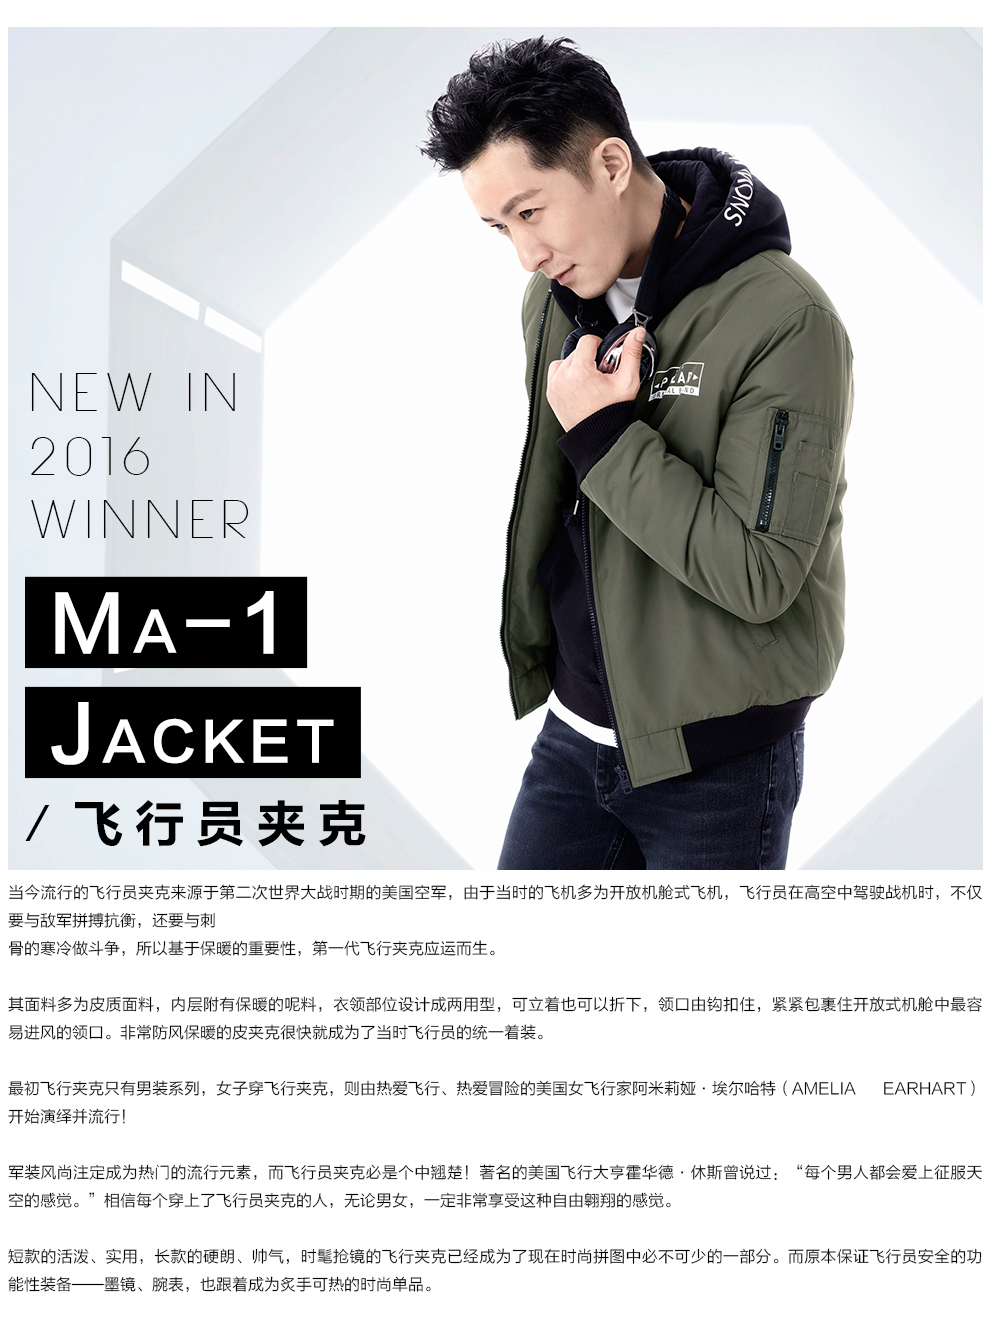 SNOW
NEW IN
2016
WINNER
MA-1
JACKET
/飞行员夹克
当今流行的飞行员夹克来源于第二次世界大战时期的美国空军，由于当时的飞机多为开放机舱式飞机，飞行员在高空中驾驶战机时，不仅
要与敌军拼搏抗衡，还要与刺
骨的寒冷做斗争，所以基于保暖的重要性，第一代飞行夹克应运而生。
其面料多为皮质面料，内层附有保暖的呢料，衣领部位设计成两用型，可立着也可以折下，领口由钩扣住，紧紧包裹住开放式机舱中最容
易进风的领口。非常防风保暖的皮夹克很快就成为了当时飞行员的统一着装。
最初飞行夹克只有男装系列，女子穿飞行夹克，则由热爱飞行、热爱冒险的美国女飞行家阿米莉娅·埃尔哈特（AMELIA EARHART）
开始演绎并流行！
军装风尚注定成为热门的流行元素，而飞行员夹克必是个中翘楚！著名的美国飞行大亨霍华德·休斯曾说过：“每个男人都会爱上征服天
空的感觉。”相信每个穿上了飞行员夹克的人，无论男女，一定非常享受这种自由翱翔的感觉。
短款的活泼、实用，长款的硬朗、帅气，时髦抢镜的飞行夹克已经成为了现在时尚拼图中必不可少的一部分。而原本保证飞行员安全的功
能性装备——墨镜、腕表，也跟着成为炙手可热的时尚单品。